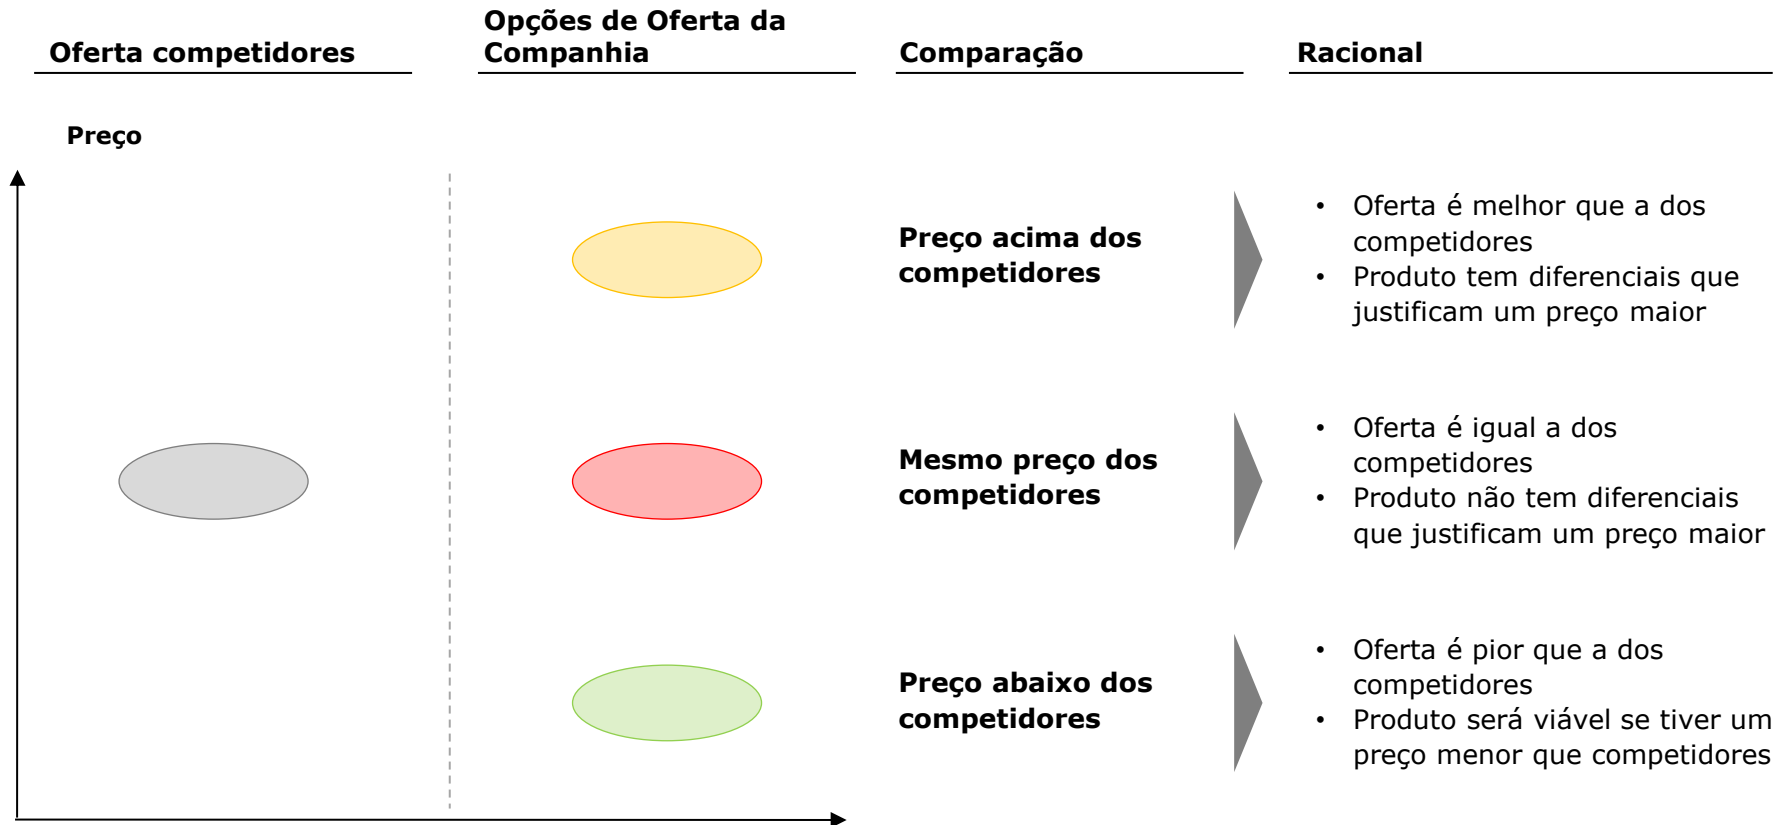 Oferta competidores
Opções de Oferta da
Companhia
Comparação
Racional
Preço
Preço acima dos
competidores
• Oferta é melhor que a dos
competidores
• Produto tem diferenciais que
justificam um preço maior
Mesmo preço dos
competidores
• Oferta é igual a dos
competidores
• Produto não tem diferenciais
que justificam um preço maior
Preço abaixo dos
competidores
• Oferta é pior que a dos
competidores
• Produto será viável se tiver um
preço menor que competidores